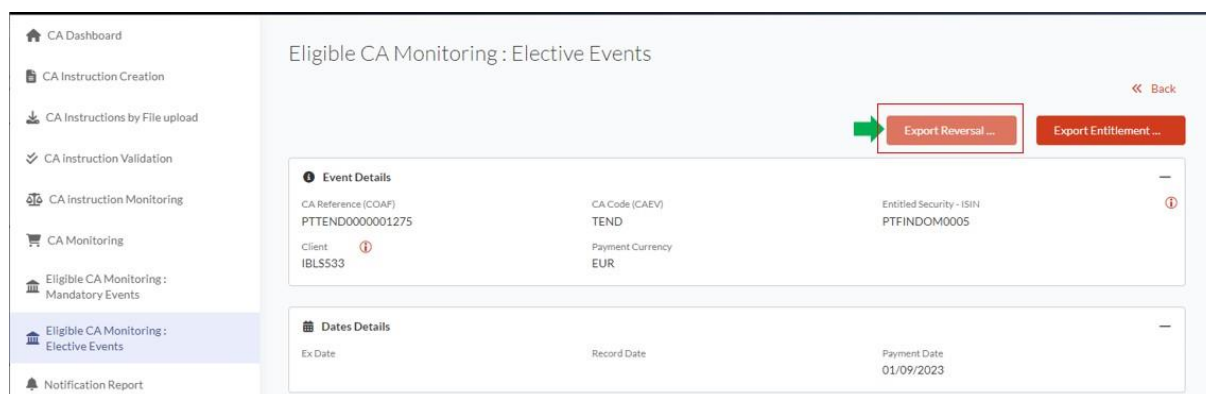 CA Dashboard
CA Instruction Creation
CA Instructions by File upload
CA instruction Validation
CA instruction Monitoring
CA Monitoring
Eligible CA Monitoring :
Mandatory Events
Eligible CA Monitoring :
Elective Events
Notification Report
Eligible CA Monitoring : Elective Events
« Back
Export Reversal ... Export Entitlement ...
Event Details
CA Reference (COAF) CA Code (CAEV) Entitled Security - ISIN
PTTEND0000001275 TEND PTFINDOM0005
Client Payment Currency
IBLS533 EUR
Dates Details
Ex Date Record Date Payment Date
01/09/2023